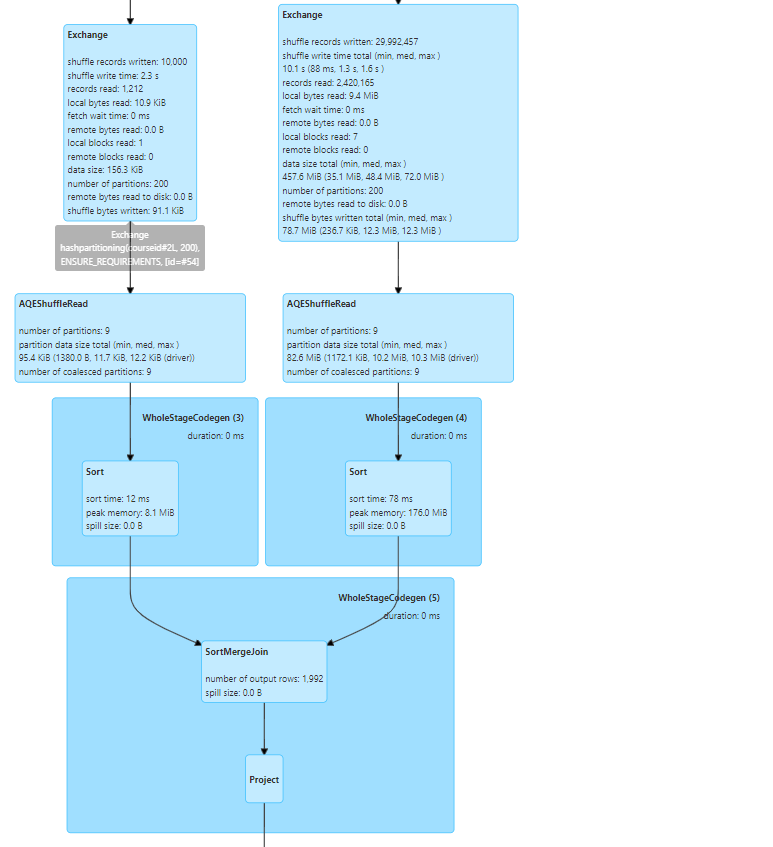 Exchange
shuffle records written: 10,000
shuffle write time: 2.3 s
records read: 1,212
local bytes read: 10.9 KiB
fetch wait time: 0 ms
remote bytes read: 0.0 B
local blocks read: 1
remote blocks read: 0
data size: 156.3 KiB
number of partitions: 200
remote bytes read to disk: 0.0 B
shuffle bytes written: 91.1 KiB
Exchange
hashpartitioning(courseid#2L, 200),
ENSURE_REQUIREMENTS, [id=#54]
Exchange
shuffle records written: 29,992,457
shuffle write time total (min, med, max )
10.1 s (88 ms, 1.3 s, 1.6 s )
records read: 2,420,165
local bytes read: 9.4 MiB
fetch wait time: 0 ms
remote bytes read: 0.0 B
local blocks read: 7
remote blocks read: 0
data size total (min, med, max )
457.6 MiB (35.1 MiB, 48.4 MiB, 72.0 MiB )
number of partitions: 200
remote bytes read to disk: 0.0 B
shuffle bytes written total (min, med, max )
78.7 MiB (236.7 KiB, 12.3 MiB, 12.3 MiB )
AQEShuffleRead
number of partitions: 9
partition data size total (min, med, max )
95.4 KiB (1380.0 B, 11.7 KiB, 12.2 KiB (driver))
number of coalesced partitions: 9
AQEShuffleRead
number of partitions: 9
partition data size total (min, med, max )
82.6 MiB (1172.1 KiB, 10.2 MiB, 10.3 MiB (driver))
number of coalesced partitions: 9
WholeStageCodegen (3)
duration: 0 ms
Sort
sort time: 12 ms
peak memory: 8.1 MiB
spill size: 0.0 B
WholeStageCodegen (4)
duration: 0 ms
Sort
sort time: 78 ms
peak memory: 176.0 MiB
spill size: 0.0 B
WholeStageCodegen (5)
duration: 0 ms
SortMergeJoin
number of output rows: 1,992
spill size: 0.0 B
Project